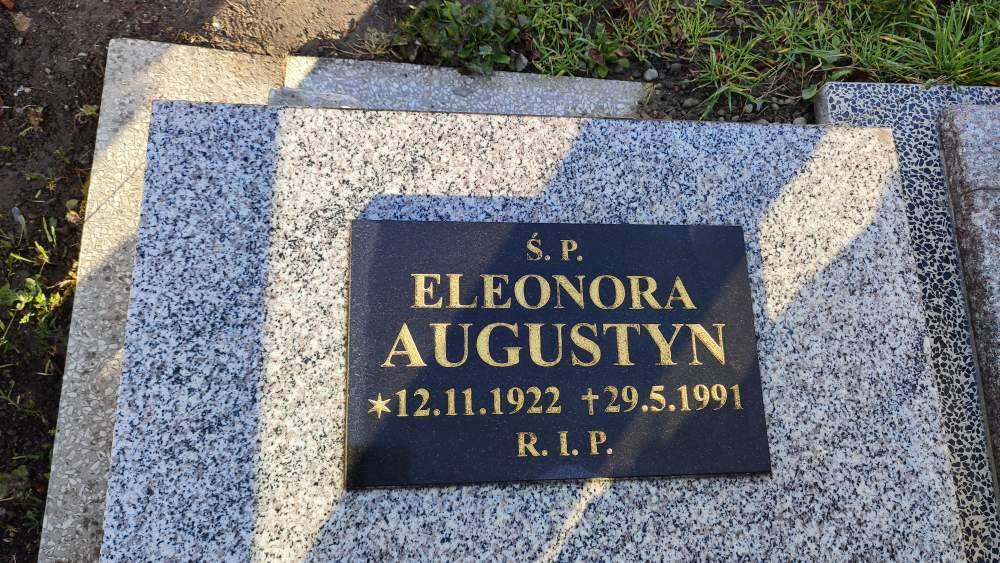 Ś. P.
ELEONORA
AUGUSTYN
✶12.11.1922 †29.5.1991
R. I. P.